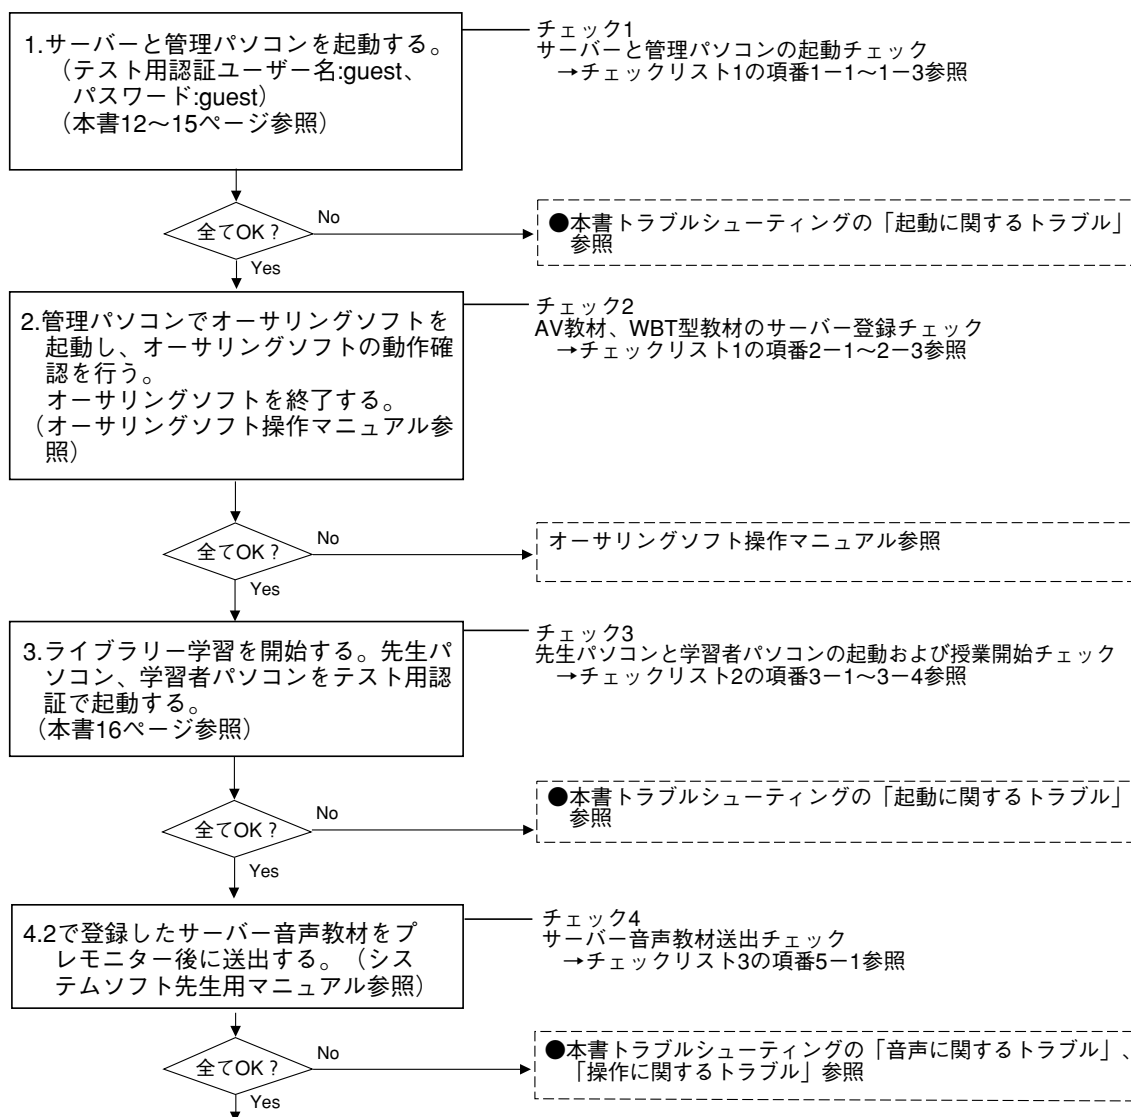 1.サーバーと管理パソコンを起動する。
（テスト用認証ユーザー名:guest、
パスワード:guest）
（本書12〜15ページ参照）
チェック1
サーバーと管理パソコンの起動チェック
→チェックリスト1の項番1ー1〜1ー3参照
全てOK？
No
Yes
●本書トラブルシューティングの「起動に関するトラブル」
参照
2.管理パソコンでオーサリングソフトを
起動し、オーサリングソフトの動作確
認を行う。
オーサリングソフトを終了する。
（オーサリングソフト操作マニュアル参
照）
チェック2
AV教材、WBT型教材のサーバー登録チェック
→チェックリスト1の項番2ー1〜2ー3参照
全てOK？
No
Yes
オーサリングソフト操作マニュアル参照
3.ライブラリー学習を開始する。先生パ
ソコン、学習者パソコンをテスト用認
証で起動する。
（本書16ページ参照）
チェック3
先生パソコンと学習者パソコンの起動および授業開始チェック
→チェックリスト2の項番3ー1〜3ー4参照
全てOK？
No
Yes
●本書トラブルシューティングの「起動に関するトラブル」
参照
4.2で登録したサーバー音声教材をプ
レモニター後に送出する。（シス
テムソフト先生用マニュアル参照）
チェック4
サーバー音声教材送出チェック
→チェックリスト3の項番5ー1参照
全てOK？
No
Yes
●本書トラブルシューティングの「音声に関するトラブル」、
「操作に関するトラブル」参照